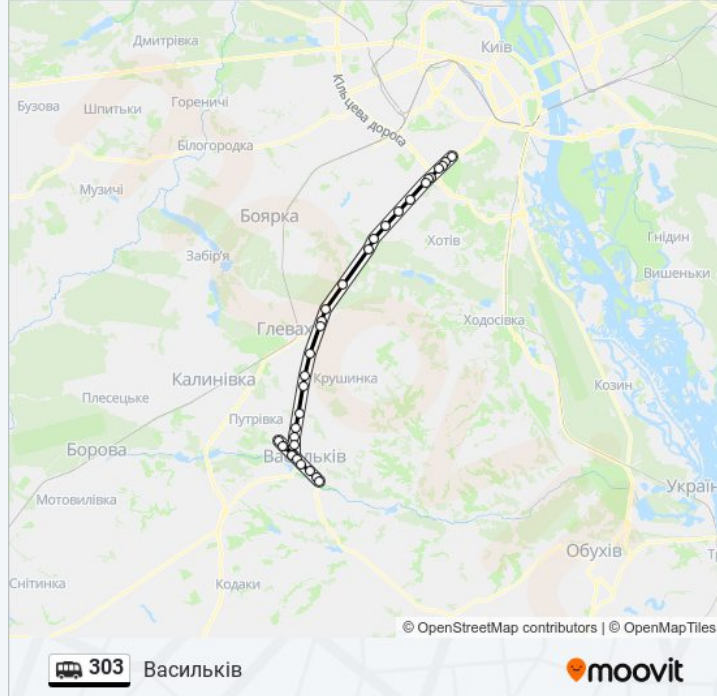 Дмитрівка
Київ
Бузова
Шпитьки
Гореничі
Кільцева дорога
Білогородка
Музичі
Боярка
Хотів
Гнідин
Забір'я
Вишеньки
Ходосівка
Глеваха
Калинівка
Крушинка
Козин
Плесецьке
Путрівка
Борова
Васильків
Мотовилівка
Україн
Обухів
Снітинка
Кодаки
© OpenStreetMap contributors | © OpenMapTiles
303 Васильків
moovit